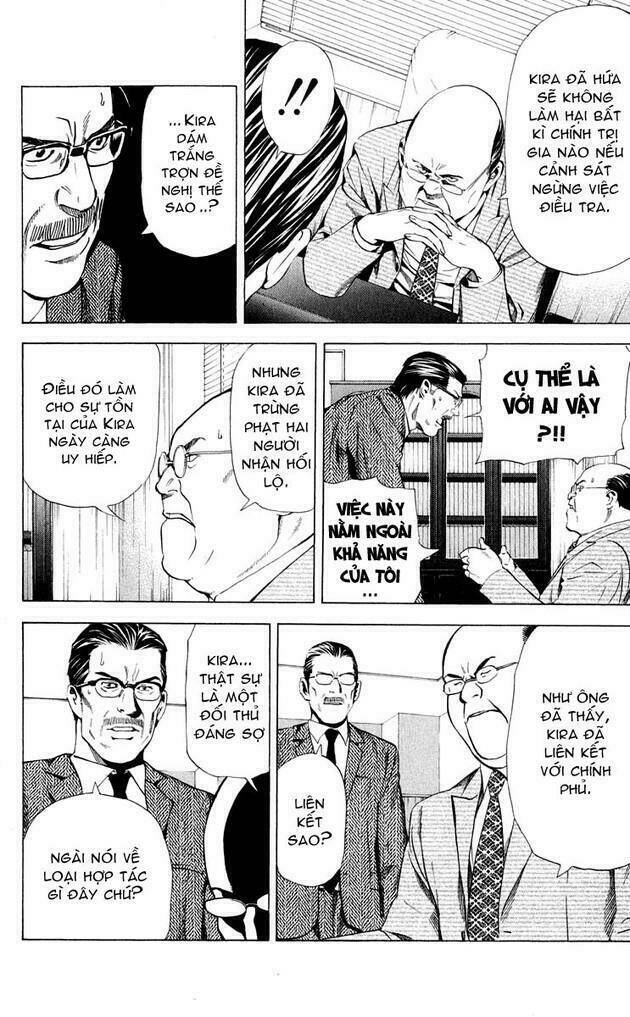 KIRA ĐÃ HỨA
SẼ KHÔNG
LÀM HẠI BẤT
KÌ CHÍNH TRỊ
GIA NÀO NẾU
CẢNH SÁT
NGỪNG VIỆC
ĐIỀU TRA.
!!
...KIRA
DÁM
TRẮNG
TRỢN ĐỀ
NGHỊ THẾ
SAO..?
CỤ THỂ LÀ
VỚI AI VẬY
?!!
VIỆC NÀY
NẰM NGOÀI
KHẢ NĂNG
CỦA TÔI
...
NHƯNG
KIRA ĐÃ
TRỪNG
PHẠT HAI
NGƯỜI
NHẬN HỐI
LỘ.
ĐIỀU ĐÓ LÀM
CHO SỰ TỒN
TẠI CỦA KIRA
NGÀY CÀNG
UY HIẾP.
NHƯ ÔNG
ĐÃ THẤY,
KIRA ĐÃ
LIÊN KẾT
VỚI CHÍNH
PHỦ.
LIÊN
KẾT
SAO?
KIRA...
THẬT SỰ
LÀ MỘT
ĐỐI THỦ
ĐÁNG SỢ
NGÀI NÓI VỀ
LOẠI HỢP TÁC
GÌ ĐÂY CHỨ?